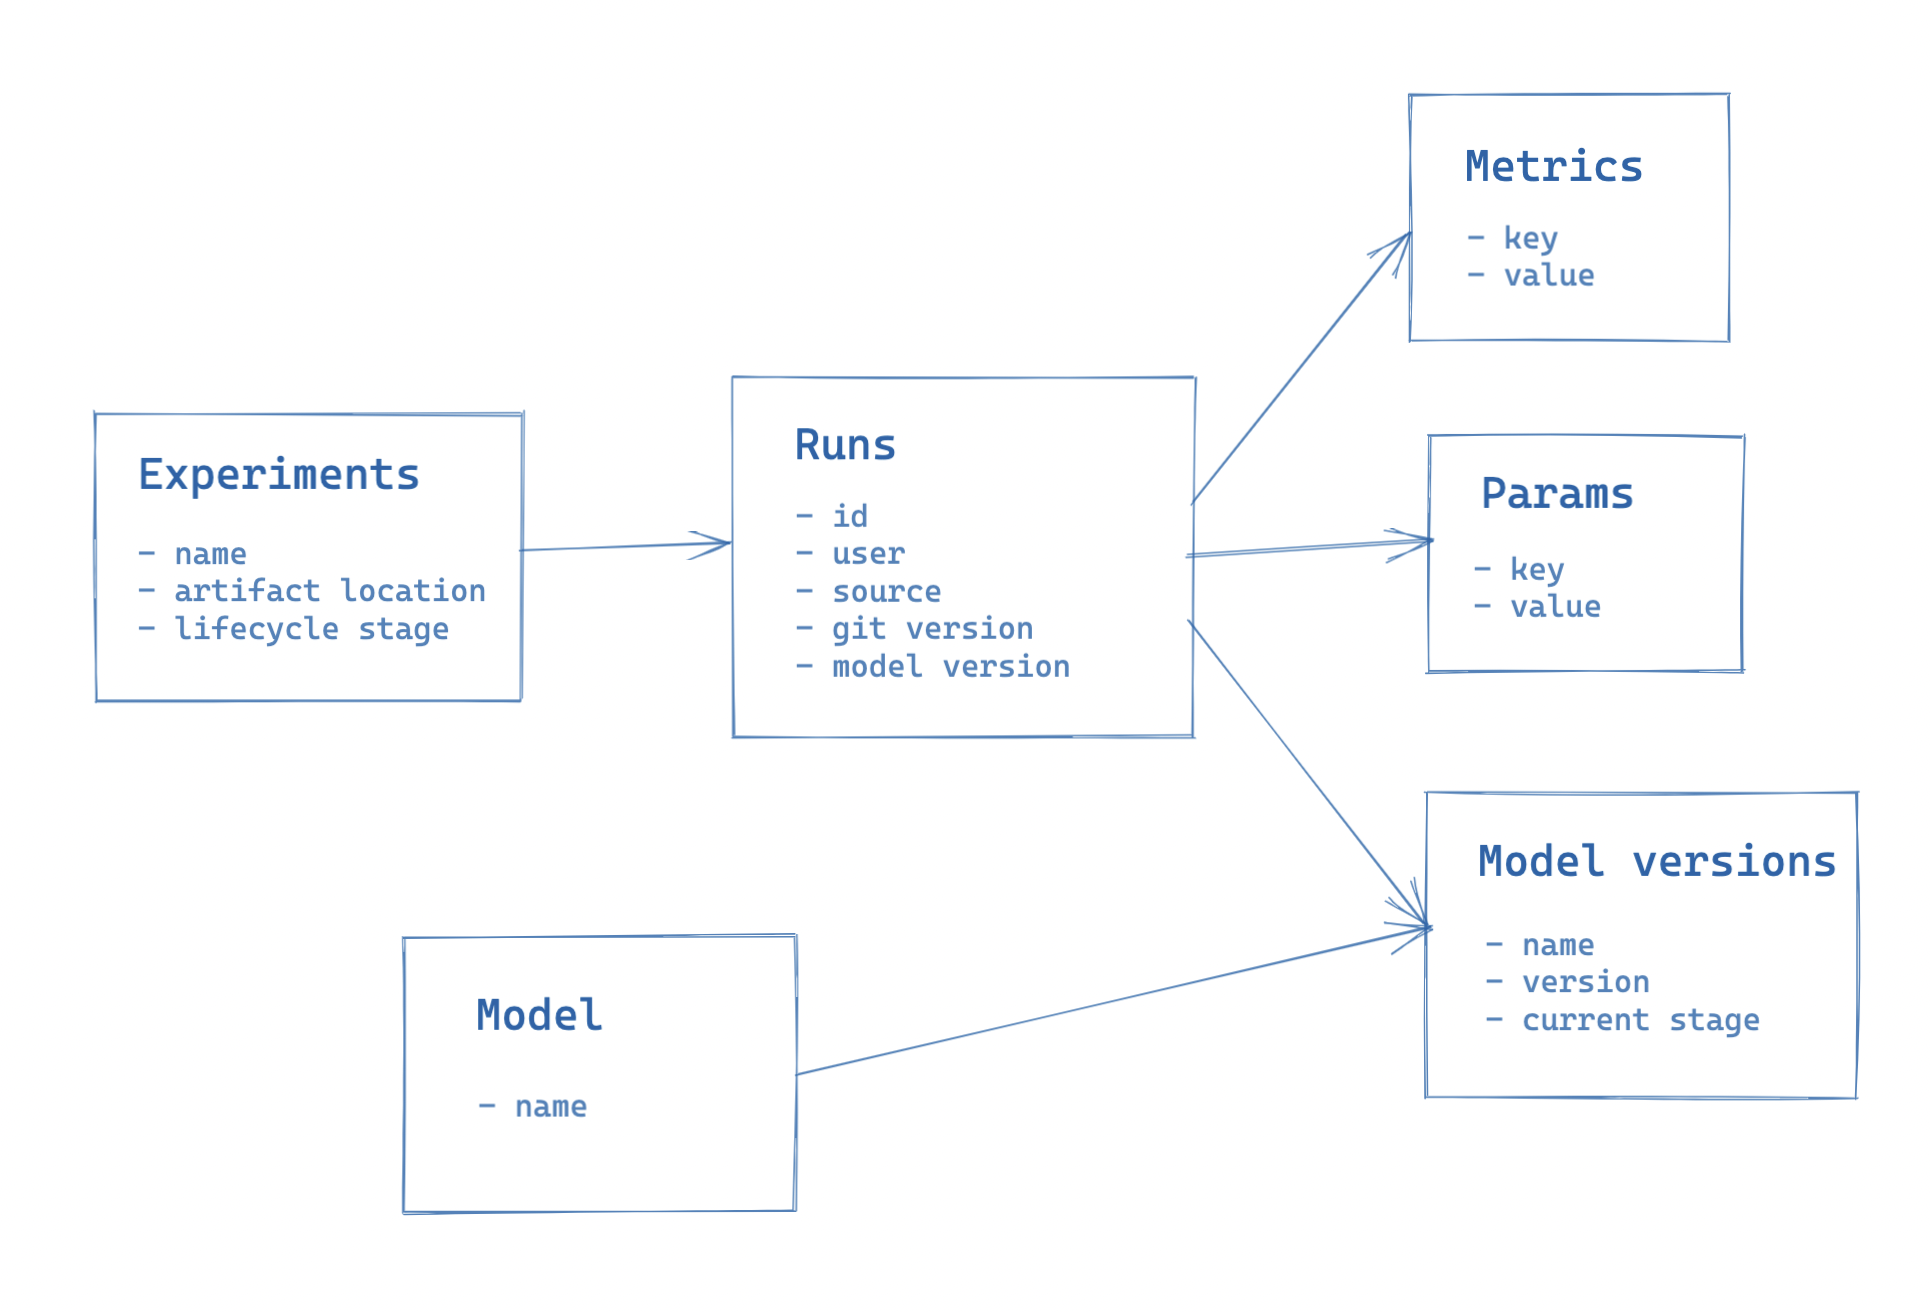 Experiments
- name
- artifact location
- lifecycle stage
Runs
- id
- user
- source
- git version
- model version
Metrics
- key
- value
Params
- key
- value
Model versions
- name
- version
- current stage
Model
- name